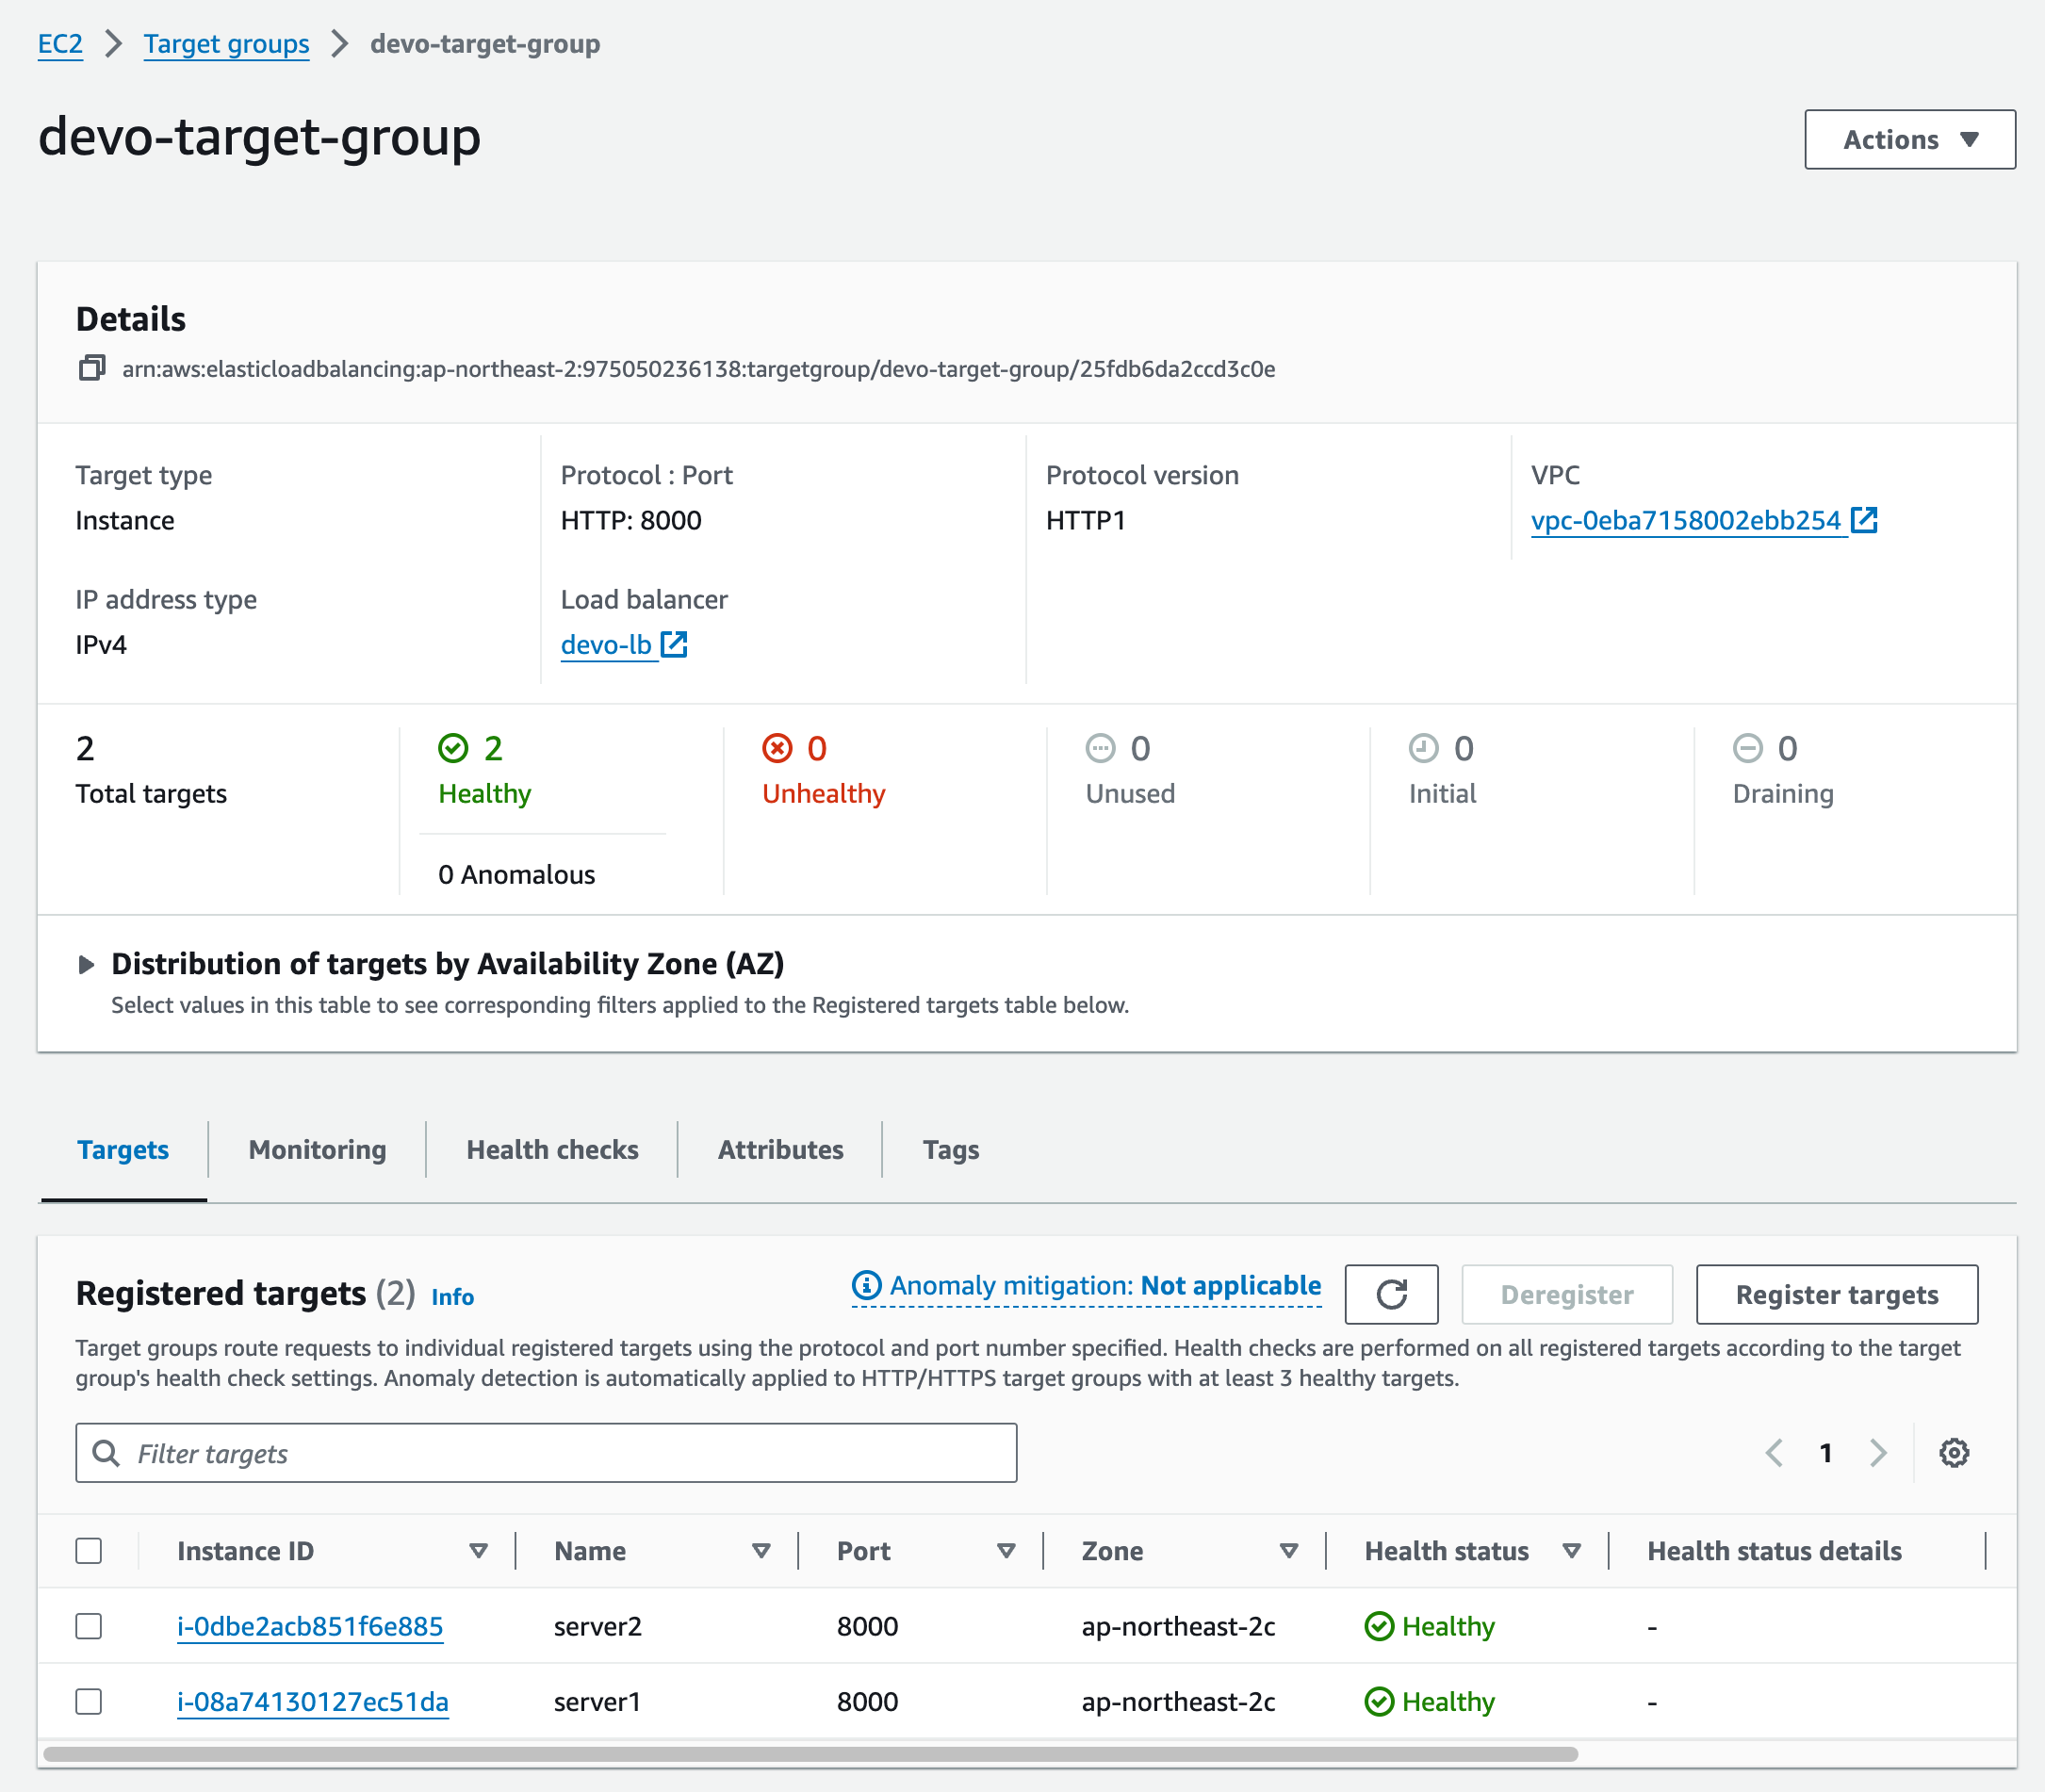 EC2 > Target groups > devo-target-group
devo-target-group
Actions
Details
arn:aws:elasticloadbalancing:ap-northeast-2:975050236138:targetgroup/devo-target-group/25fdb6da2ccd3c0e
Target type
Instance
Protocol : Port
HTTP: 8000
Protocol version
HTTP1
VPC
vpc-0eba7158002ebb254
IP address type
IPv4
Load balancer
devo-lb
2
Total targets
2
Healthy
0 Anomalous
0
Unhealthy
0
Unused
0
Initial
0
Draining
Distribution of targets by Availability Zone (AZ)
Select values in this table to see corresponding filters applied to the Registered targets table below.
Targets Monitoring Health checks Attributes Tags
Registered targets (2) Info
Anomaly mitigation: Not applicable
Deregister
Register targets
Target groups route requests to individual registered targets using the protocol and port number specified. Health checks are performed on all registered targets according to the target
group's health check settings. Anomaly detection is automatically applied to HTTP/HTTPS target groups with at least 3 healthy targets.
Filter targets
1
Instance ID Name Port Zone Health status Health status details
i-0dbe2acb851f6e885 server2 8000 ap-northeast-2c Healthy -
i-08a74130127ec51da server1 8000 ap-northeast-2c Healthy -